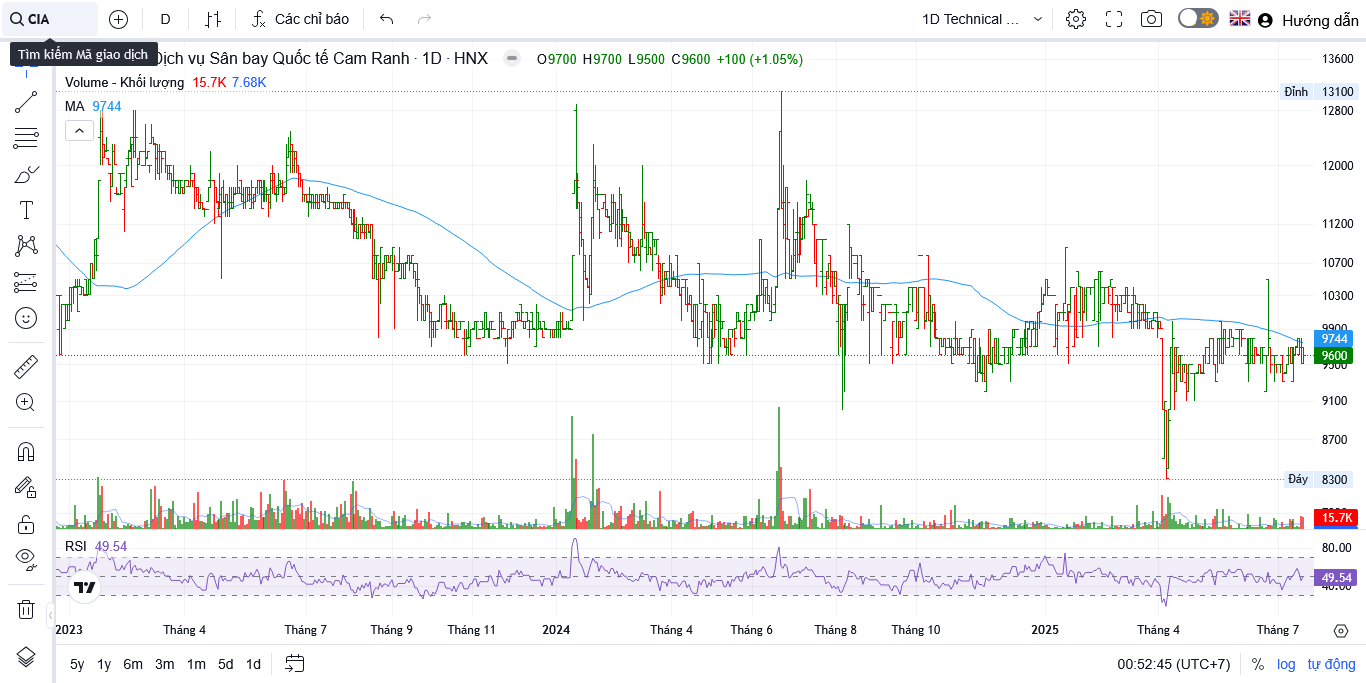 CIA
D
Các chỉ báo
1D Technical ...
Hướng dẫn
Tìm kiếm Mã giao dịch
Dịch vụ Sân bay Quốc tế Cam Ranh · 1D · HNX
O9700 H9700 L9500 C9600 +100 (+1.05%)
Volume - Khối lượng 15.7K 7.68K
MA 9744
13600
Đỉnh 13100
12800
12000
11200
10700
10300
9900
9744
9600
9500
9100
8700
Đáy 8300
15.7K
RSI 49.54
80.00
49.54
40.00
2023 Tháng 4 Tháng 7 Tháng 9 Tháng 11 2024 Tháng 4 Tháng 6 Tháng 8 Tháng 10 2025 Tháng 4 Tháng 7
5y 1y 6m 3m 1m 5d 1d
00:52:45 (UTC+7) % log tự động